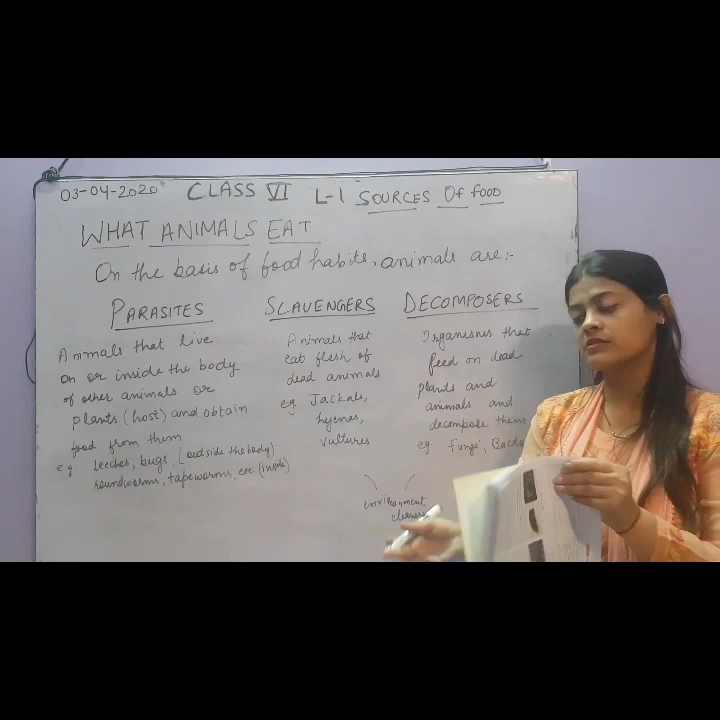 03-04-2020 CLASS VI L-1 SOURCES Of FOOD
WHAT ANIMALS EAT
On the basis of food habits, animals are:-
PARASITES
Animals that live
on or inside the body
of other animals or
plants (host) and obtain
food from them
eg leeches, bugs, (outside the body)
roundworms, tapeworms, etc (inside)
SCAVENGERS
Animals that
eat flesh of
dead animals
eg Jackals,
hyenas,
vultures
DECOMPOSERS
Organisms that
feed on dead
plants and
animals and
decompose them
eg fungi,
environment
cleaners